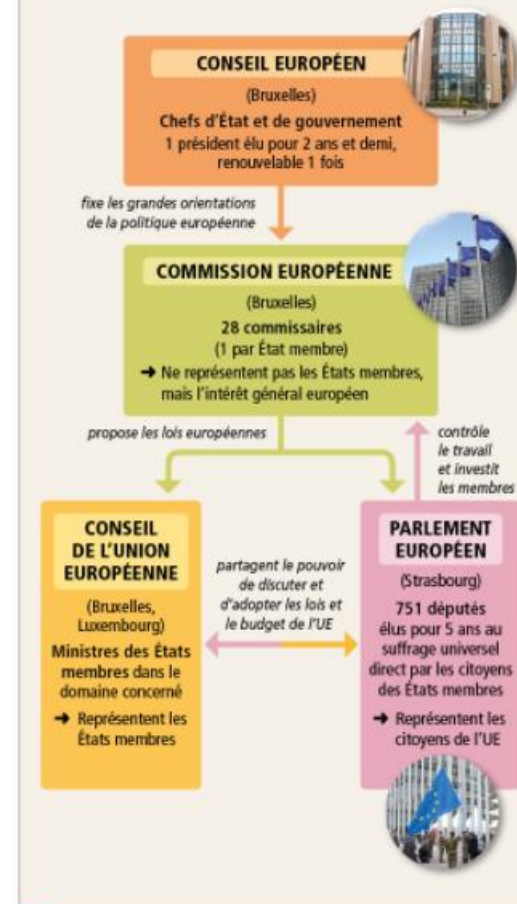 CONSEIL EUROPÉEN
(Bruxelles)
Chefs d'État et de gouvernement
1 président élu pour 2 ans et demi,
renouvelable 1 fois
fixe les grandes orientations
de la politique européenne
COMMISSION EUROPÉENNE
(Bruxelles)
28 commissaires
(1 par État membre)
➔ Ne représentent pas les États membres,
mais l'intérêt général européen
propose les lois européennes
contrôle
le travail
et investit
les membres
CONSEIL
DE L'UNION
EUROPÉENNE
(Bruxelles,
Luxembourg)
Ministres des États
membres dans le
domaine concerné
➔ Représentent les
États membres
partagent le pouvoir
de discuter et
d'adopter les lois et
le budget de l'UE
PARLEMENT
EUROPÉEN
(Strasbourg)
751 députés
élus pour 5 ans au
suffrage universel
direct par les citoyens
des États membres
➔ Représentent les
citoyens de l'UE